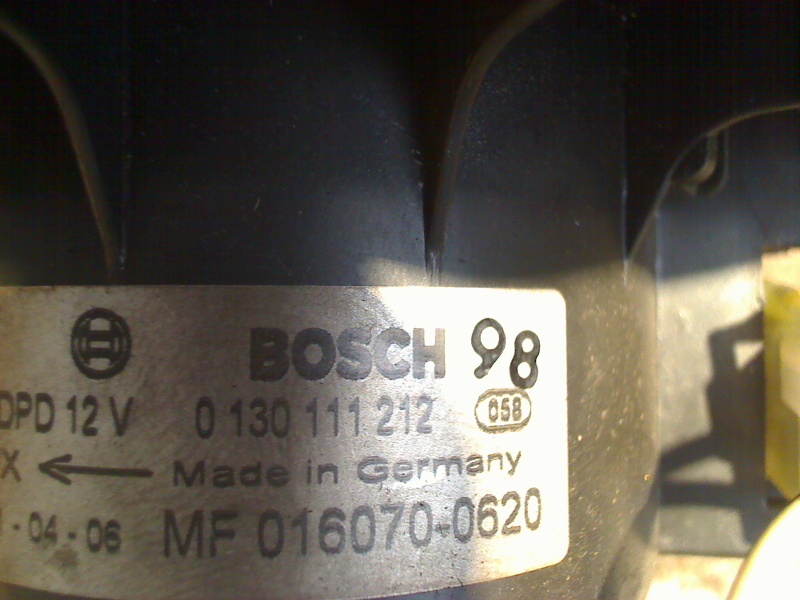 BOSCH 98
DPD 12 V 0 130 111 212 058
X Made in Germany
- 04 - 06 MF 016070-0620